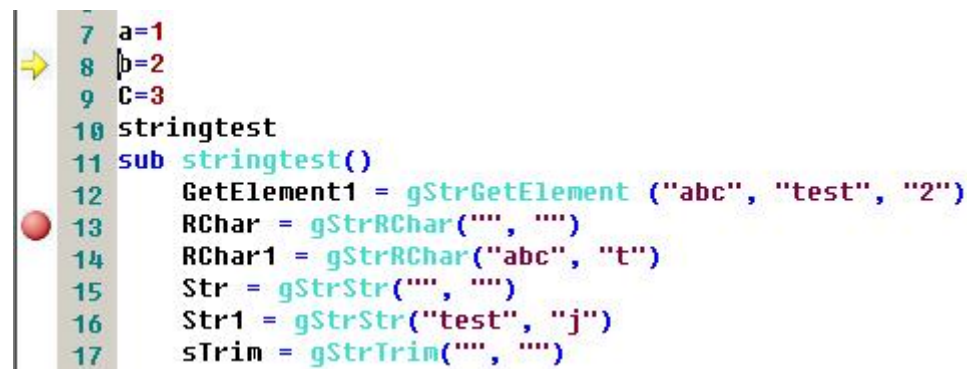 7 a=1
8 b=2
9 C=3
10 stringtest
11 sub stringtest()
12 GetElement1 = gStrGetElement ("abc", "test", "2")
13 RChar = gStrRChar("", "")
14 RChar1 = gStrRChar("abc", "t")
15 Str = gStrStr("", "")
16 Str1 = gStrStr("test", "j")
17 sTrim = gStrTrim("", "")